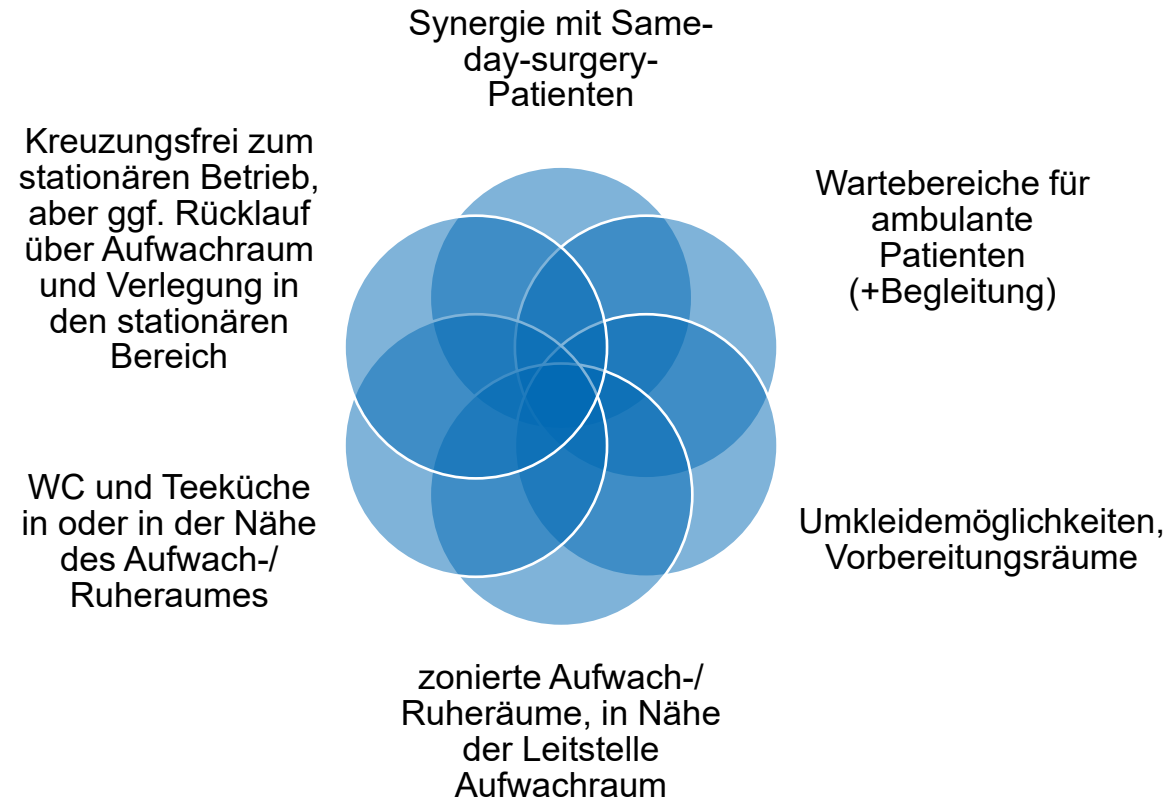 Synergie mit Same-
day-surgery-
Patienten
Wartebereiche für
ambulante
Patienten
(+Begleitung)
Umkleidemöglichkeiten,
Vorbereitungsräume
zonierte Aufwach-/
Ruheräume, in Nähe
der Leitstelle
Aufwachraum
WC und Teeküche
in oder in der Nähe
des Aufwach-/
Ruheraumes
Kreuzungsfrei zum
stationären Betrieb,
aber ggf. Rücklauf
über Aufwachraum
und Verlegung in
den stationären
Bereich